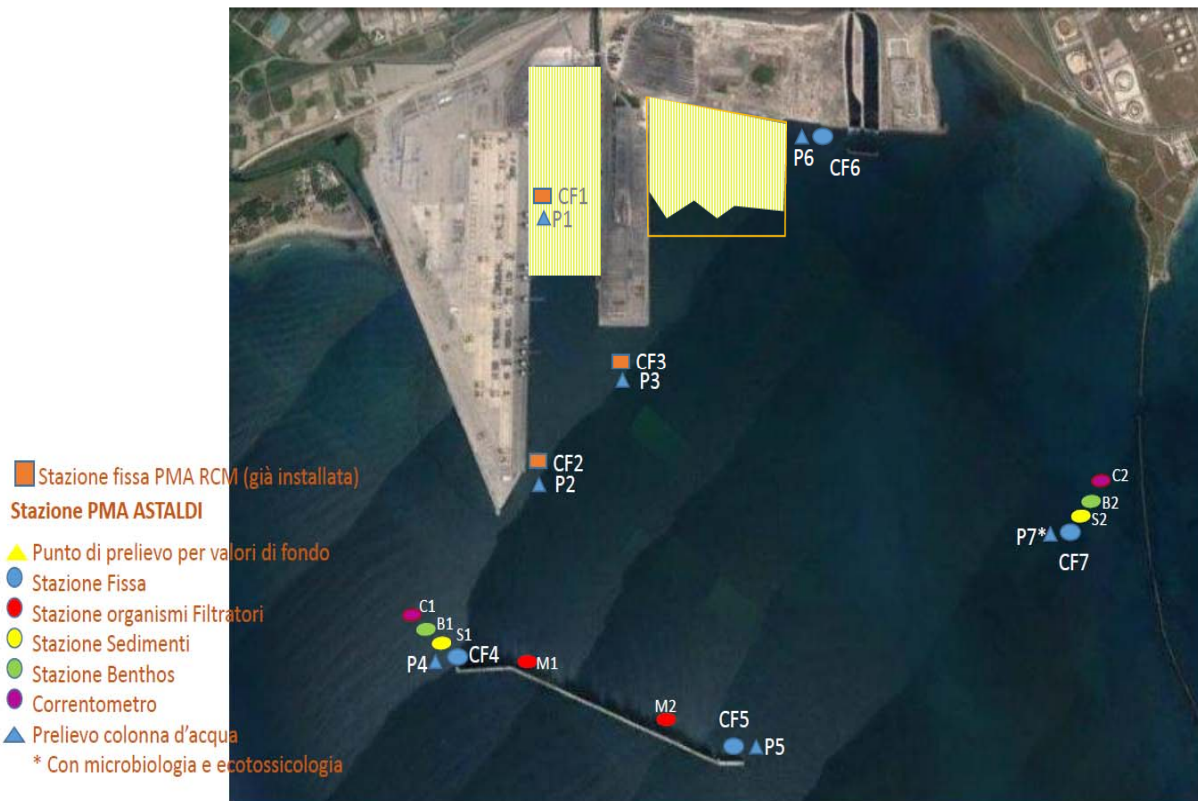 P6
CF6
CF1
P1
CF3
P3
CF2
P2
C2
B2
S2
P7*
CF7
C1
B1
S1
CF4
P4
M1
M2
CF5
P5
Stazione fissa PMA RCM (già installata)
Stazione PMA ASTALDI
Punto di prelievo per valori di fondo
Stazione Fissa
Stazione organismi Filtratori
Stazione Sedimenti
Stazione Benthos
Correntometro
Prelievo colonna d'acqua
* Con microbiologia e ecotossicologia